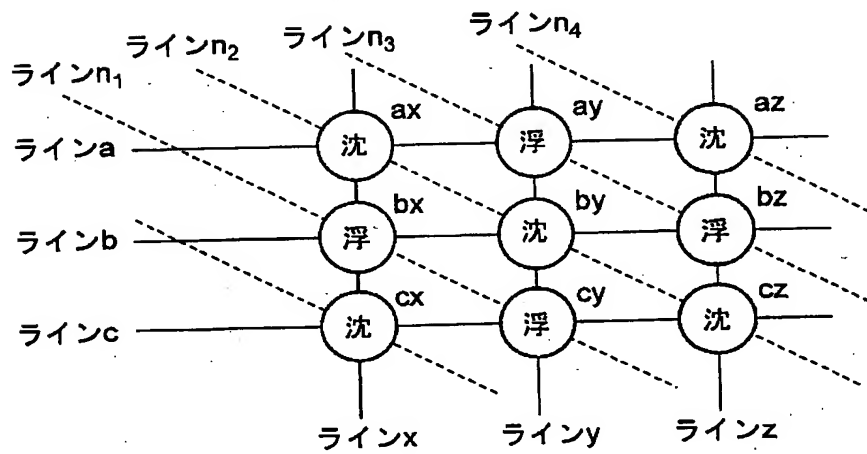 ラインn₁
ラインn₂
ラインn₃
ラインn₄
ax
ay
az
ラインa
沈
浮
沈
bx
by
bz
ラインb
浮
沈
浮
cx
cy
cz
ラインc
沈
浮
沈
ラインx
ラインy
ラインz